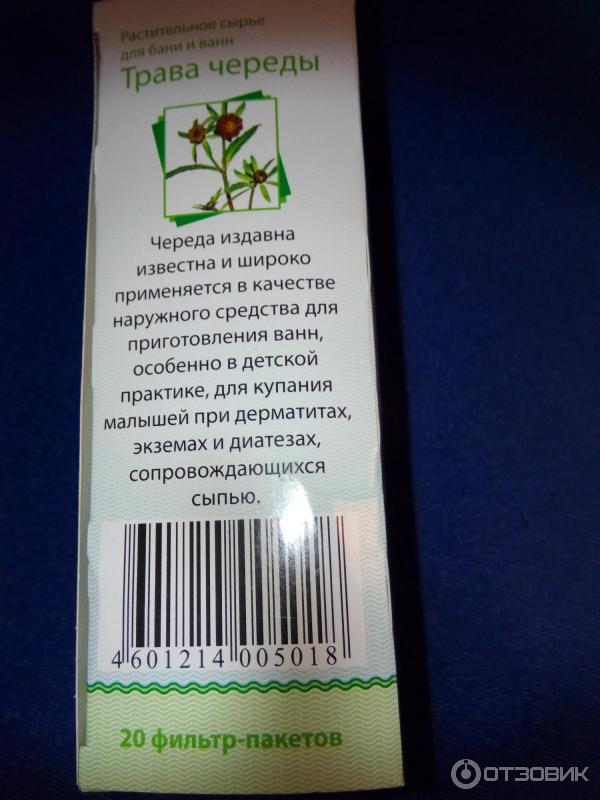 Растительное сырье
для бани и ванн
Трава череды
Череда издавна
известна и широко
применяется в качестве
наружного средства для
приготовления ванн,
особенно в детской
практике, для купания
малышей при дерматитах,
экземах и диатезах,
сопровождающихся
сыпью.
4 601214 005018
20 фильтр-пакетов
ОТЗОВИК